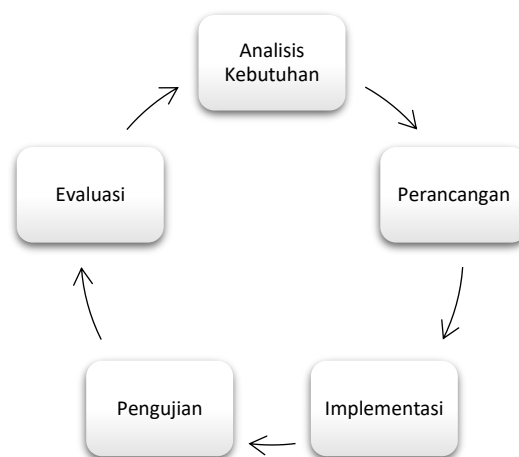 Analisis
Kebutuhan
Perancangan
Implementasi
Pengujian
Evaluasi